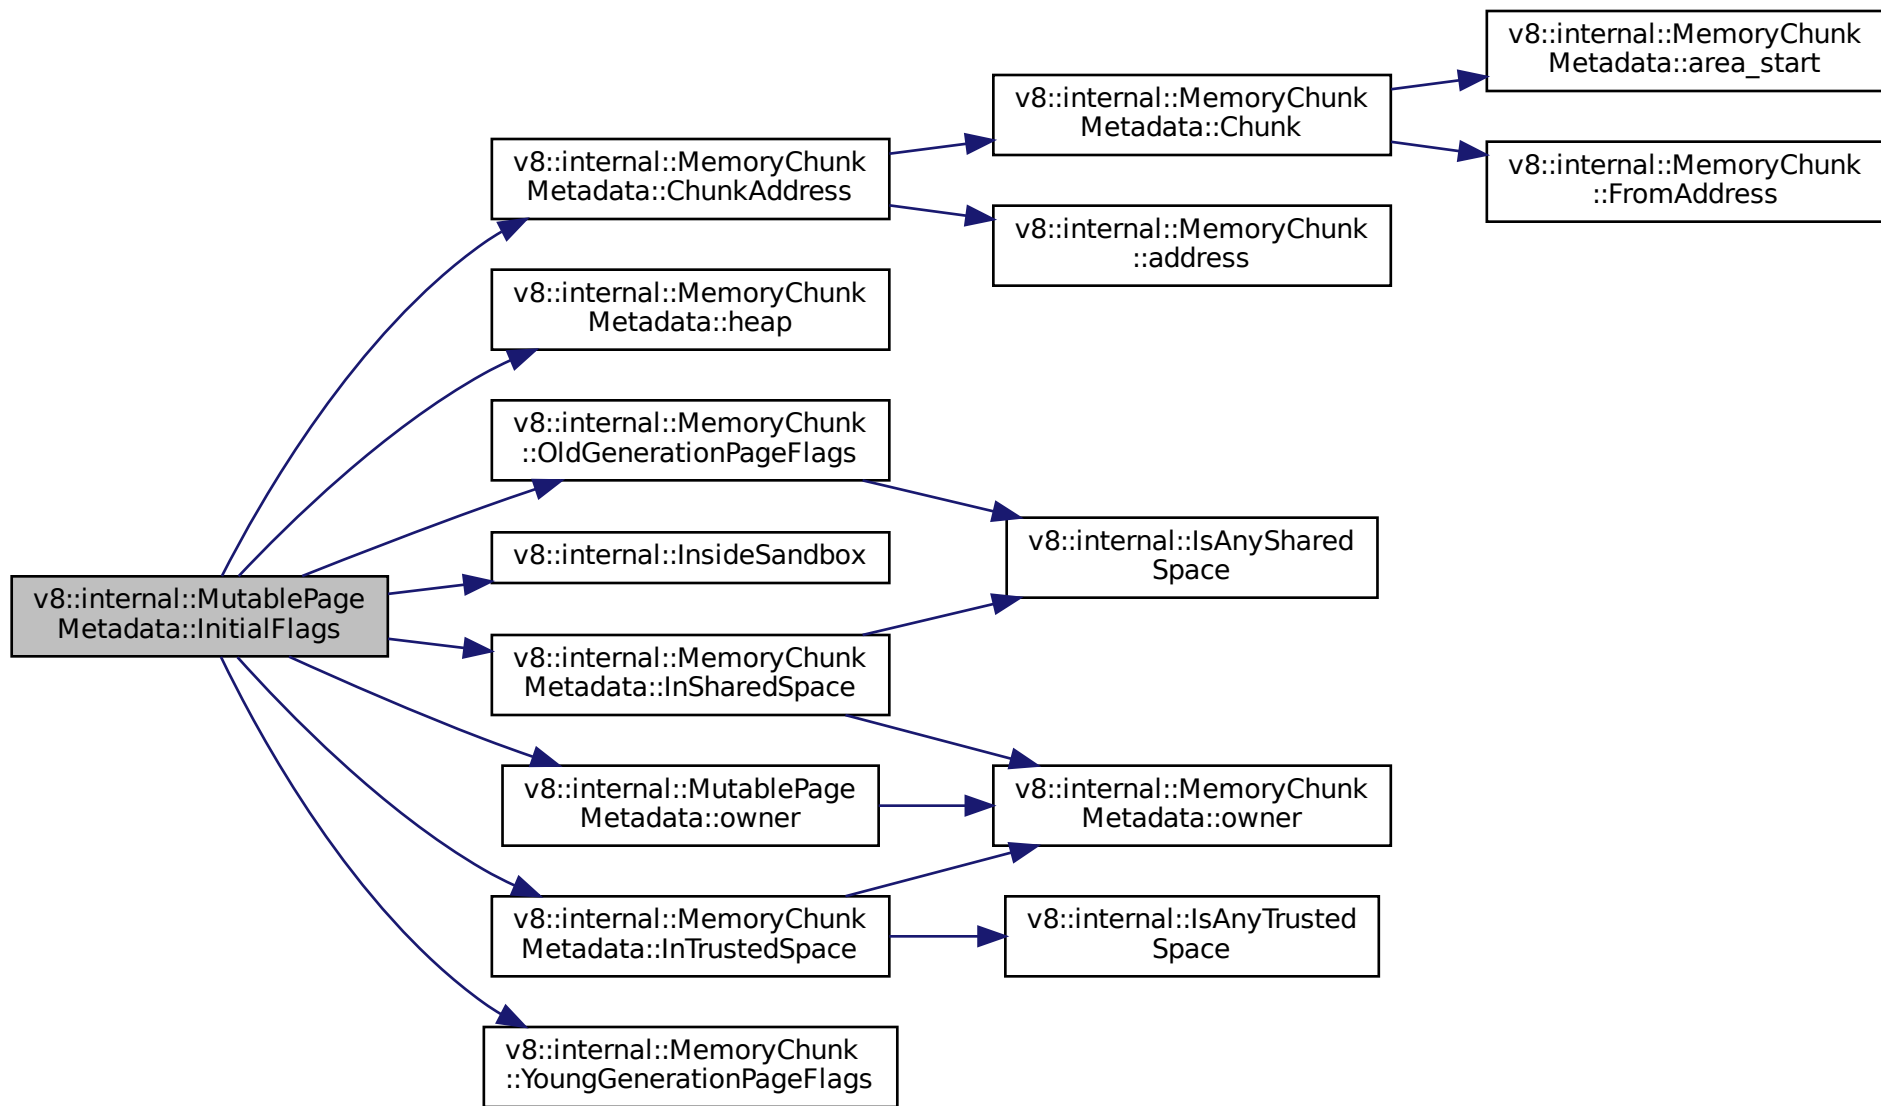 v8::internal::MutablePage
Metadata::InitialFlags
v8::internal::MemoryChunk
Metadata::ChunkAddress
v8::internal::MemoryChunk
Metadata::heap
v8::internal::MemoryChunk
::OldGenerationPageFlags
v8::internal::InsideSandbox
v8::internal::MemoryChunk
Metadata::InSharedSpace
v8::internal::MutablePage
Metadata::owner
v8::internal::MemoryChunk
Metadata::InTrustedSpace
v8::internal::MemoryChunk
::YoungGenerationPageFlags
v8::internal::MemoryChunk
Metadata::Chunk
v8::internal::MemoryChunk
::address
v8::internal::IsAnyShared
Space
v8::internal::MemoryChunk
Metadata::owner
v8::internal::IsAnyTrusted
Space
v8::internal::MemoryChunk
Metadata::area_start
v8::internal::MemoryChunk
::FromAddress